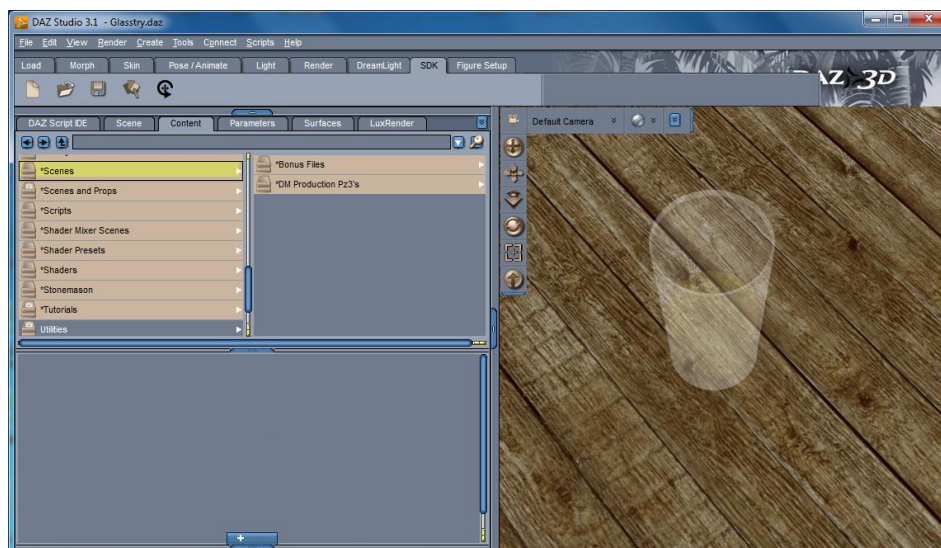 DAZ Studio 3.1 - Glasstry.daz
File Edit View Render Create Tools Connect Scripts Help
Load Morph Skin Pose / Animate Light Render DreamLight SDK Figure Setup
DAZ 3D
DAZ Script IDE Scene Content Parameters Surfaces LuxRender
Default Camera
*Scenes
*Scenes and Props
*Scripts
*Shader Mixer Scenes
*Shader Presets
*Shaders
*Stonemason
*Tutorials
Utilities
*Bonus Files
*DM Production Pz3's